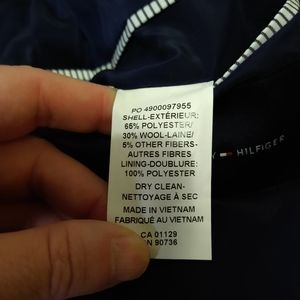 PO 4900097955
SHELL-EXTÉRIEUR:
65% POLYESTER/
30% WOOL-LAINE/
5% OTHER FIBERS-
AUTRES FIBRES
LINING-DOUBLURE:
100% POLYESTER
DRY CLEAN-
NETTOYAGE À SEC
MADE IN VIETNAM
FABRIQUÉ AU VIETNAM
CA 01129
90736
HILFIGER